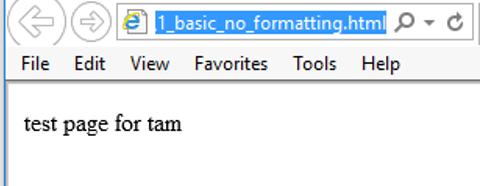 1_basic_no_formatting.html
File Edit View Favorites Tools Help
test page for tam